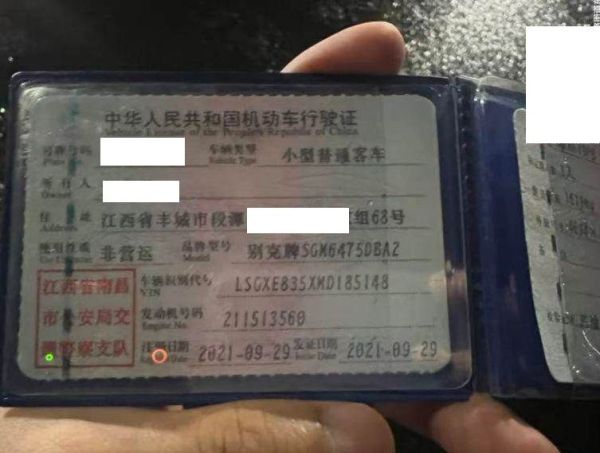 中华人民共和国机动车行驶证
Vehicle License of the People's Republic of China
号牌号码 车辆类型 小型普通客车
Plate Vehicle Type
所有人
Owner
住址 江西省丰城市段潭 组68号
Address
使用性质 非营运 品牌型号 别克牌SGM6475DBA2
Use Character Model
江西省南昌市公安局交通警察支队
车辆识别代号 LSGXE835XMD185148
VIN
发动机号码 211513560
Engine No.
注册日期 2021-09-29 发证日期 2021-09-29
Register Date Issue Date